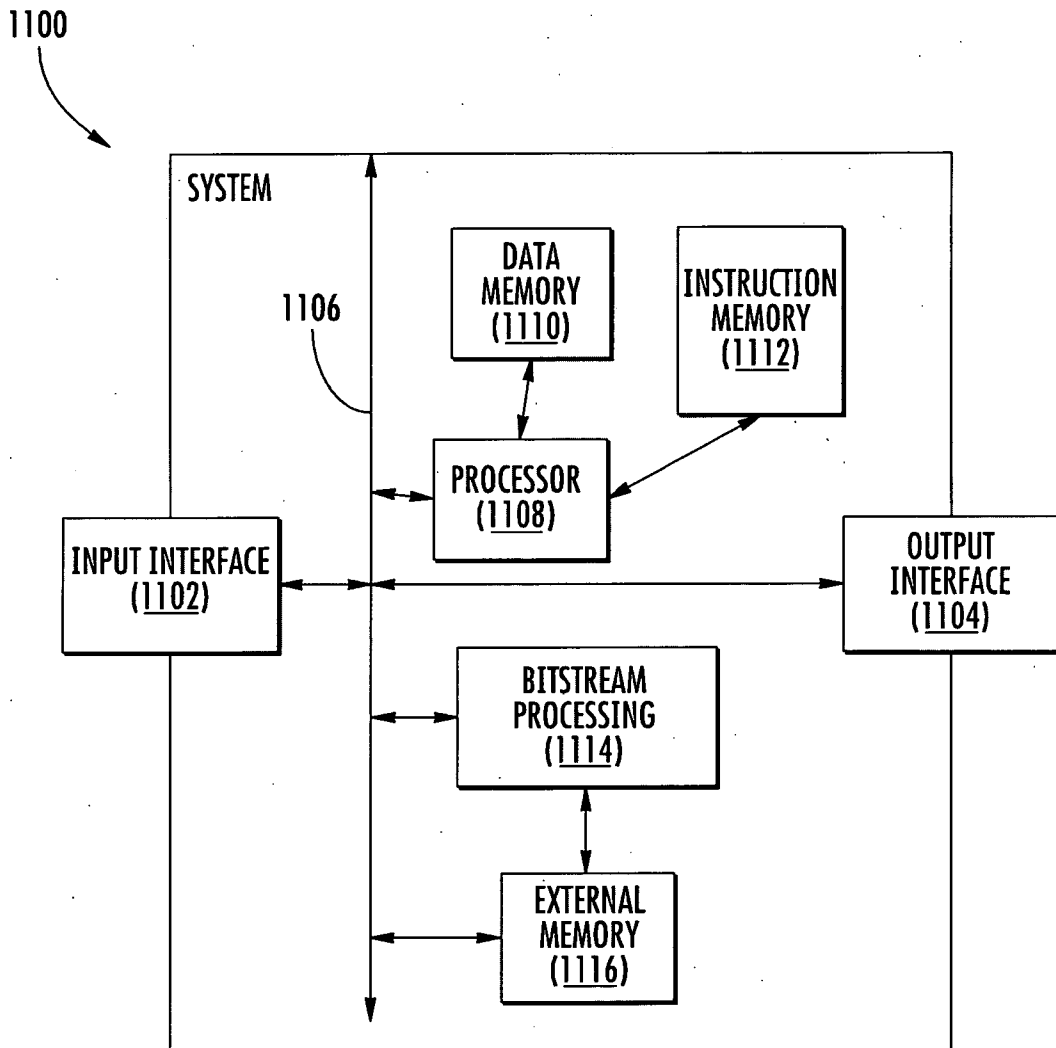 1100
SYSTEM
DATA
MEMORY
(1110)
INSTRUCTION
MEMORY
(1112)
1106
PROCESSOR
(1108)
INPUT INTERFACE
(1102)
OUTPUT
INTERFACE
(1104)
BITSTREAM
PROCESSING
(1114)
EXTERNAL
MEMORY
(1116)